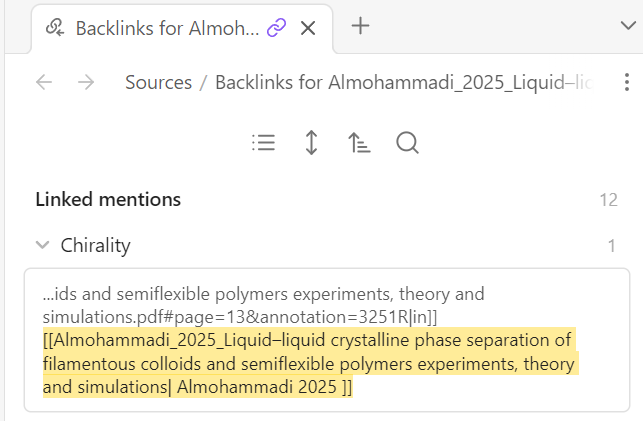 Backlinks for Almoh...
Sources / Backlinks for Almohammadi_2025_Liquid–lic
Linked mentions 12
Chirality 1
...ids and semiflexible polymers experiments, theory and
simulations.pdf#page=13&annotation=3251R|in]]
[[Almohammadi_2025_Liquid–liquid crystalline phase separation of
filamentous colloids and semiflexible polymers experiments, theory
and simulations| Almohammadi 2025 ]]